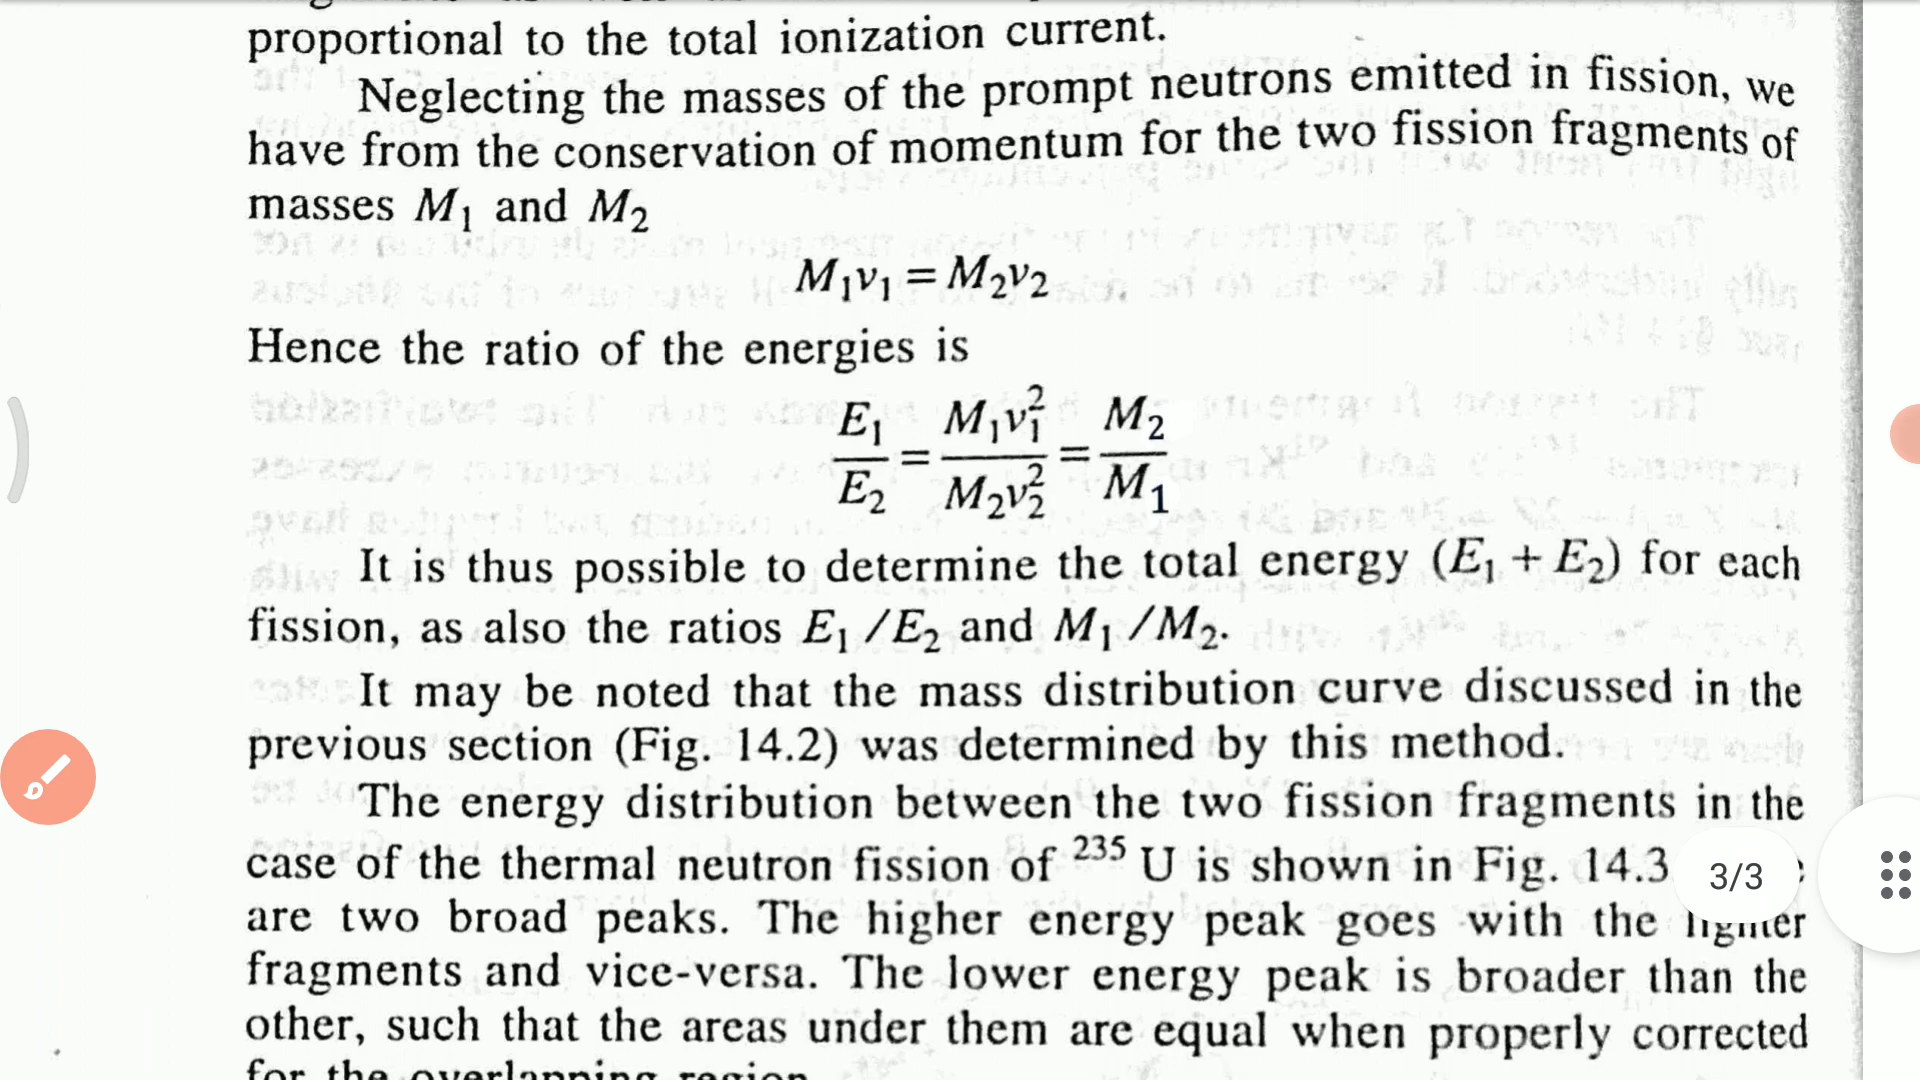 proportional to the total ionization current.
Neglecting the masses of the prompt neutrons emitted in fission, we
have from the conservation of momentum for the two fission fragments of
masses M₁ and M₂
M₁v₁ = M₂v₂
Hence the ratio of the energies is
E₁/E₂ = M₁v₁²/M₂v₂² = M₂/M₁
It is thus possible to determine the total energy (E₁ + E₂) for each
fission, as also the ratios E₁/E₂ and M₁/M₂.
It may be noted that the mass distribution curve discussed in the
previous section (Fig. 14.2) was determined by this method.
The energy distribution between the two fission fragments in the
case of the thermal neutron fission of ²³⁵U is shown in Fig. 14.3
3/3
are two broad peaks. The higher energy peak goes with the lighter
fragments and vice-versa. The lower energy peak is broader than the
other, such that the areas under them are equal when properly corrected
for the overlapping region